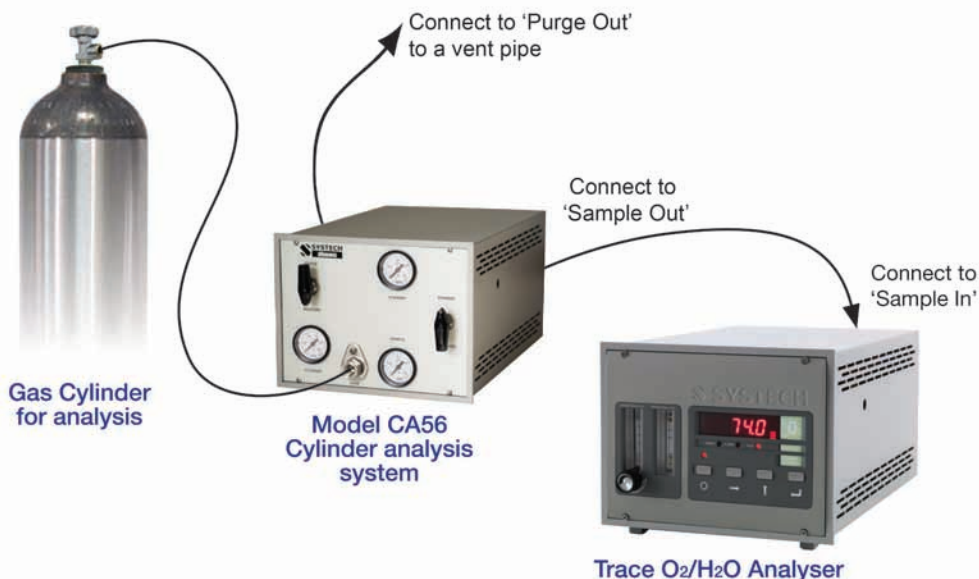 Connect to ‘Purge Out’
to a vent pipe
Connect to
‘Sample Out’
Connect to
‘Sample In’
SYSTECH
Gas Cylinder
for analysis
Model CA56
Cylinder analysis
system
SYSTECH
74.0
Trace O₂/H₂O Analyser